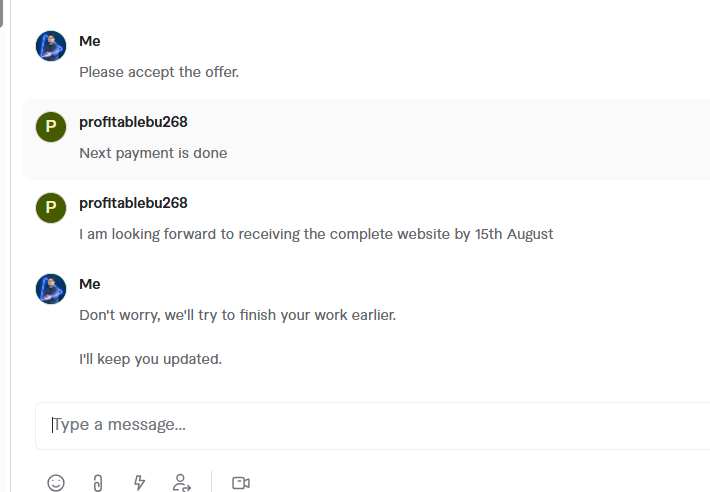 Me
Please accept the offer.
P
profitablebu268
Next payment is done
P
profitablebu268
I am looking forward to receiving the complete website by 15th August
Me
Don't worry, we'll try to finish your work earlier.
I'll keep you updated.
Type a message...